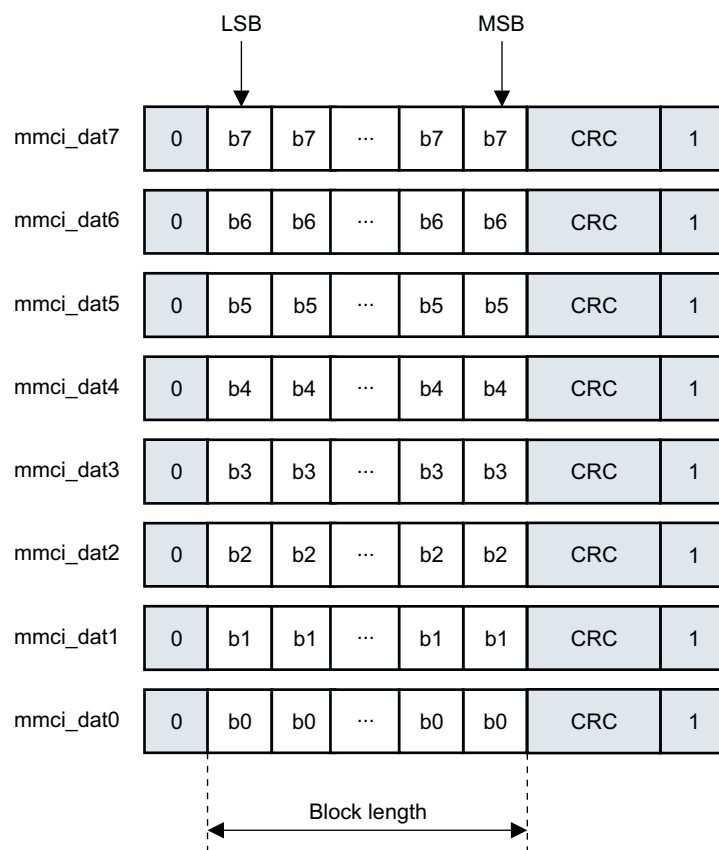 LSB MSB
mmci_dat7 0 b7 b7 ... b7 b7 CRC 1
mmci_dat6 0 b6 b6 ... b6 b6 CRC 1
mmci_dat5 0 b5 b5 ... b5 b5 CRC 1
mmci_dat4 0 b4 b4 ... b4 b4 CRC 1
mmci_dat3 0 b3 b3 ... b3 b3 CRC 1
mmci_dat2 0 b2 b2 ... b2 b2 CRC 1
mmci_dat1 0 b1 b1 ... b1 b1 CRC 1
mmci_dat0 0 b0 b0 ... b0 b0 CRC 1
Block length